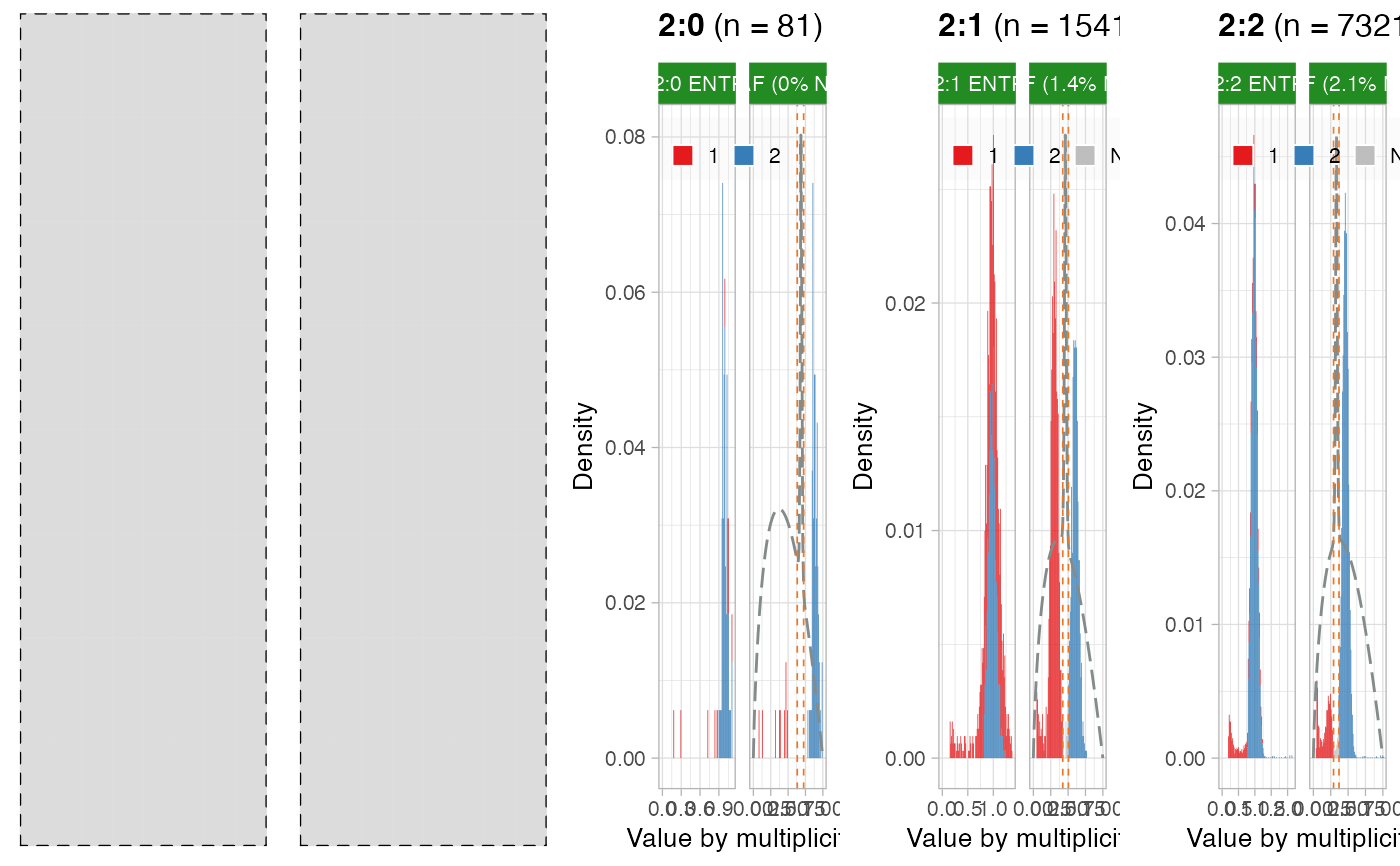 2:0 (n = 81)
2:0 ENTR
AF (0% N
1 2
0.08
0.06
0.04
0.02
0.00
Density
Value by multiplicit
2:1 (n = 1541
2:1 ENTR
F (1.4% N
1 2 N
0.02
0.01
0.00
Density
0.0 0.5 1.0
Value by multiplicit
2:2 (n = 7321
2:2 ENTR
F (2.1% N
1 2 N
0.04
0.03
0.02
0.01
0.00
Density
Value by multiplicit